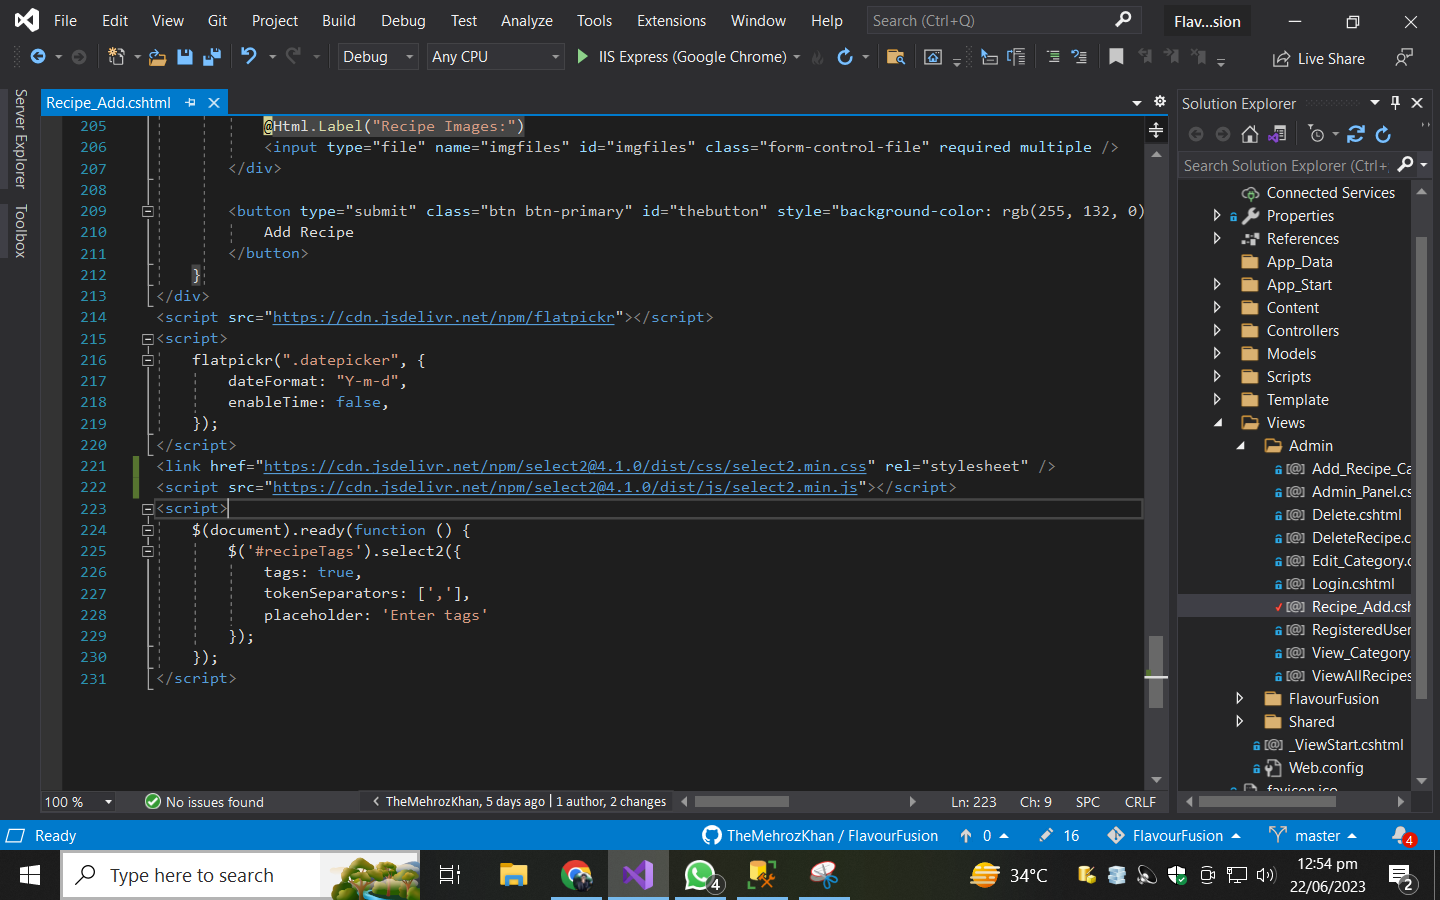 File Edit View Git Project Build Debug Test Analyze Tools Extensions Window Help Search (Ctrl+Q) Flav...sion
Debug Any CPU IIS Express (Google Chrome) Live Share
Server Explorer
Toolbox
Recipe_Add.cshtml
205 @Html.Label("Recipe Images:")
206 <input type="file" name="imgfiles" id="imgfiles" class="form-control-file" required multiple />
207 </div>
208
209 <button type="submit" class="btn btn-primary" id="thebutton" style="background-color: rgb(255, 132, 0)
210 Add Recipe
211 </button>
212 }
213 </div>
214 <script src="https://cdn.jsdelivr.net/npm/flatpickr"></script>
215 <script>
216 flatpickr(".datepicker", {
217 dateFormat: "Y-m-d",
218 enableTime: false,
219 });
220 </script>
221 <link href="https://cdn.jsdelivr.net/npm/select2@4.1.0/dist/css/select2.min.css" rel="stylesheet" />
222 <script src="https://cdn.jsdelivr.net/npm/select2@4.1.0/dist/js/select2.min.js"></script>
223 <script>
224 $(document).ready(function () {
225 $('#recipeTags').select2({
226 tags: true,
227 tokenSeparators: [','],
228 placeholder: 'Enter tags'
229 });
230 });
231 </script>
100 % No issues found TheMehrozKhan, 5 days ago | 1 author, 2 changes Ln: 223 Ch: 9 SPC CRLF
Solution Explorer
Search Solution Explorer (Ctrl+;
Connected Services
Properties
References
App_Data
App_Start
Content
Controllers
Models
Scripts
Template
Views
Admin
Add_Recipe_Ca
Admin_Panel.cs
Delete.cshtml
DeleteRecipe.c
Edit_Category.c
Login.cshtml
Recipe_Add.csh
RegisteredUser
View_Category
ViewAllRecipes
FlavourFusion
Shared
_ViewStart.cshtml
Web.config
favicon.ico
Ready TheMehrozKhan / FlavourFusion 0 16 FlavourFusion master 4
Type here to search 4 34°C 12:54 pm
22/06/2023 2